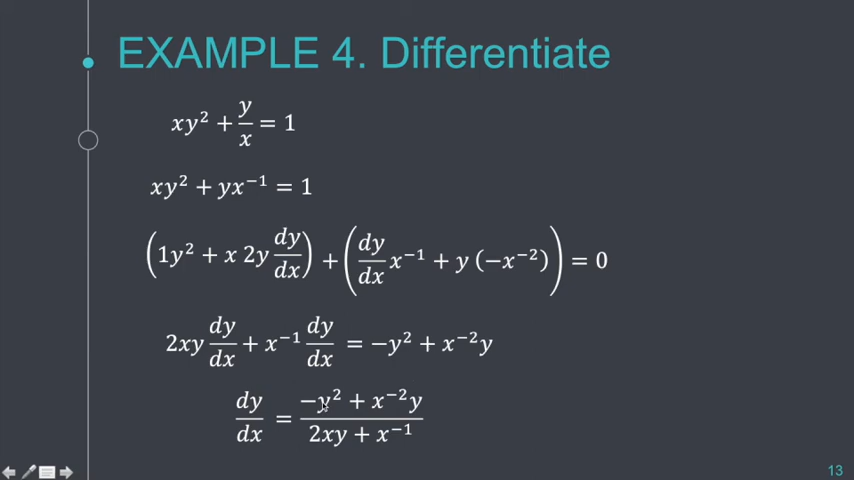 EXAMPLE 4. Differentiate
xy² + y/x = 1
xy² + yx⁻¹ = 1
(1y² + x 2y dy/dx) + (dy/dx x⁻¹ + y (−x⁻²)) = 0
2xy dy/dx + x⁻¹ dy/dx = −y² + x⁻²y
dy/dx = (−y² + x⁻²y)/(2xy + x⁻¹)
13